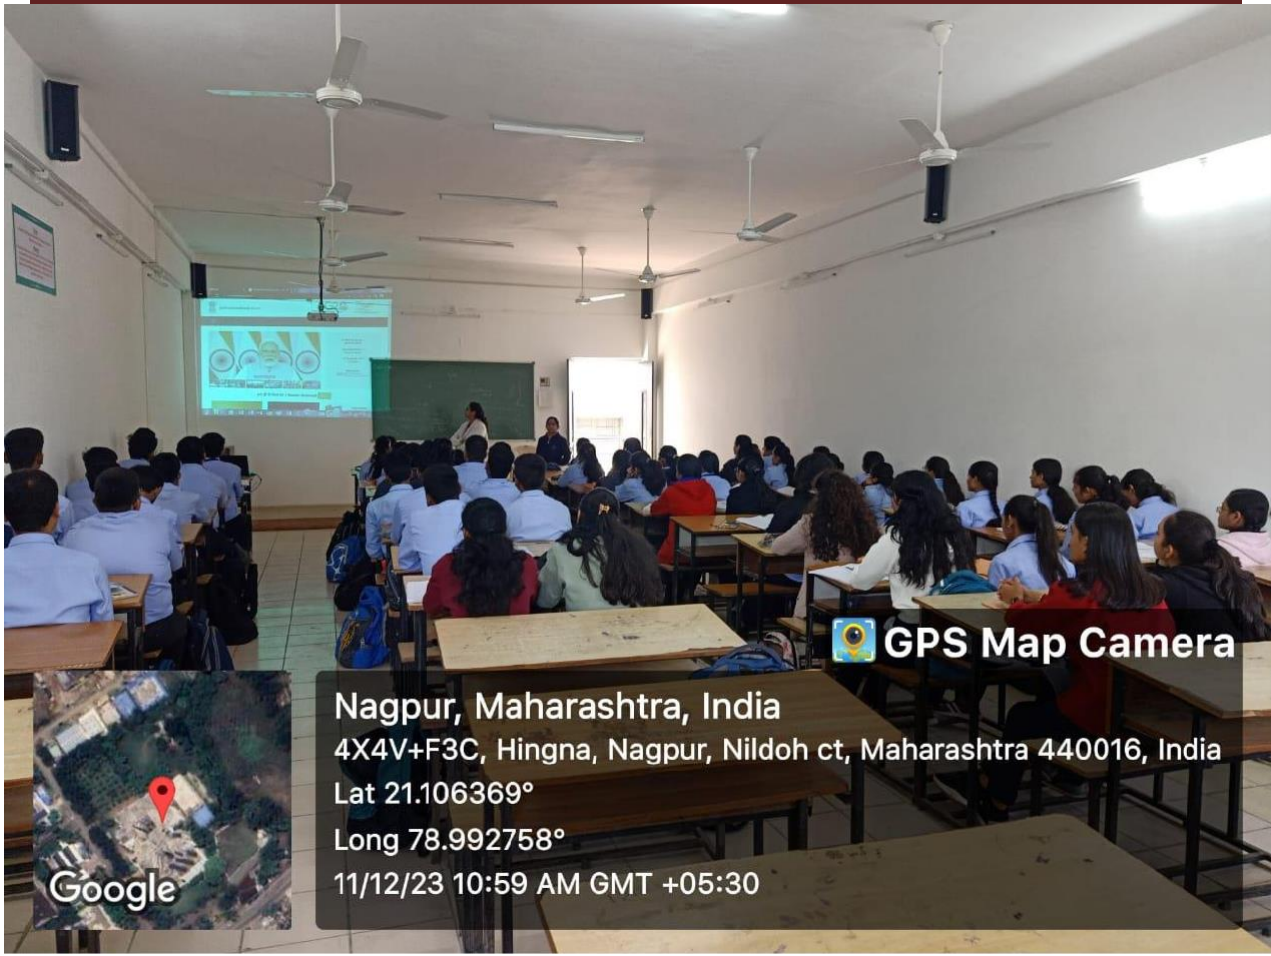 GPS Map Camera
Nagpur, Maharashtra, India
4X4V+F3C, Hingna, Nagpur, Nildoh ct, Maharashtra 440016, India
Lat 21.106369°
Long 78.992758°
11/12/23 10:59 AM GMT +05:30
Google